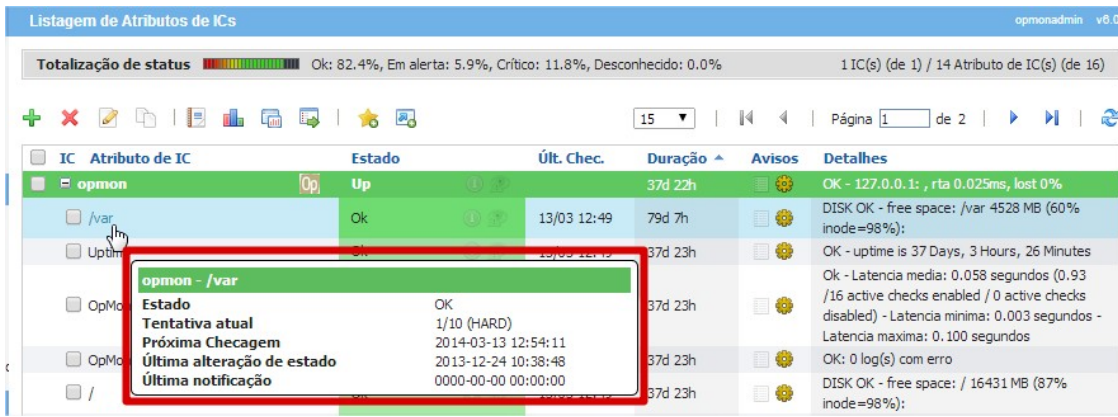 Listagem de Atributos de ICs opmonadmin v6.0
Totalização de status Ok: 82.4%, Em alerta: 5.9%, Crítico: 11.8%, Desconhecido: 0.0% 1 IC(s) (de 1) / 14 Atributo de IC(s) (de 16)
15 Página 1 de 2
IC Atributo de IC Estado Últ. Chec. Duração Avisos Detalhes
opmon Op Up 37d 22h OK - 127.0.0.1: , rta 0.025ms, lost 0%
/var Ok 13/03 12:49 79d 7h DISK OK - free space: /var 4528 MB (60%
inode=98%):
37d 23h OK - uptime is 37 Days, 3 Hours, 26 Minutes
opmon - /var
Estado OK
Tentativa atual 1/10 (HARD)
Próxima Checagem 2014-03-13 12:54:11
Última alteração de estado 2013-12-24 10:38:48
Última notificação 0000-00-00 00:00:00
37d 23h Ok - Latencia media: 0.058 segundos (0.93
/16 active checks enabled / 0 active checks
disabled) - Latencia minima: 0.003 segundos -
Latencia maxima: 0.100 segundos
37d 23h OK: 0 log(s) com erro
/ 37d 23h DISK OK - free space: / 16431 MB (87%
inode=98%):